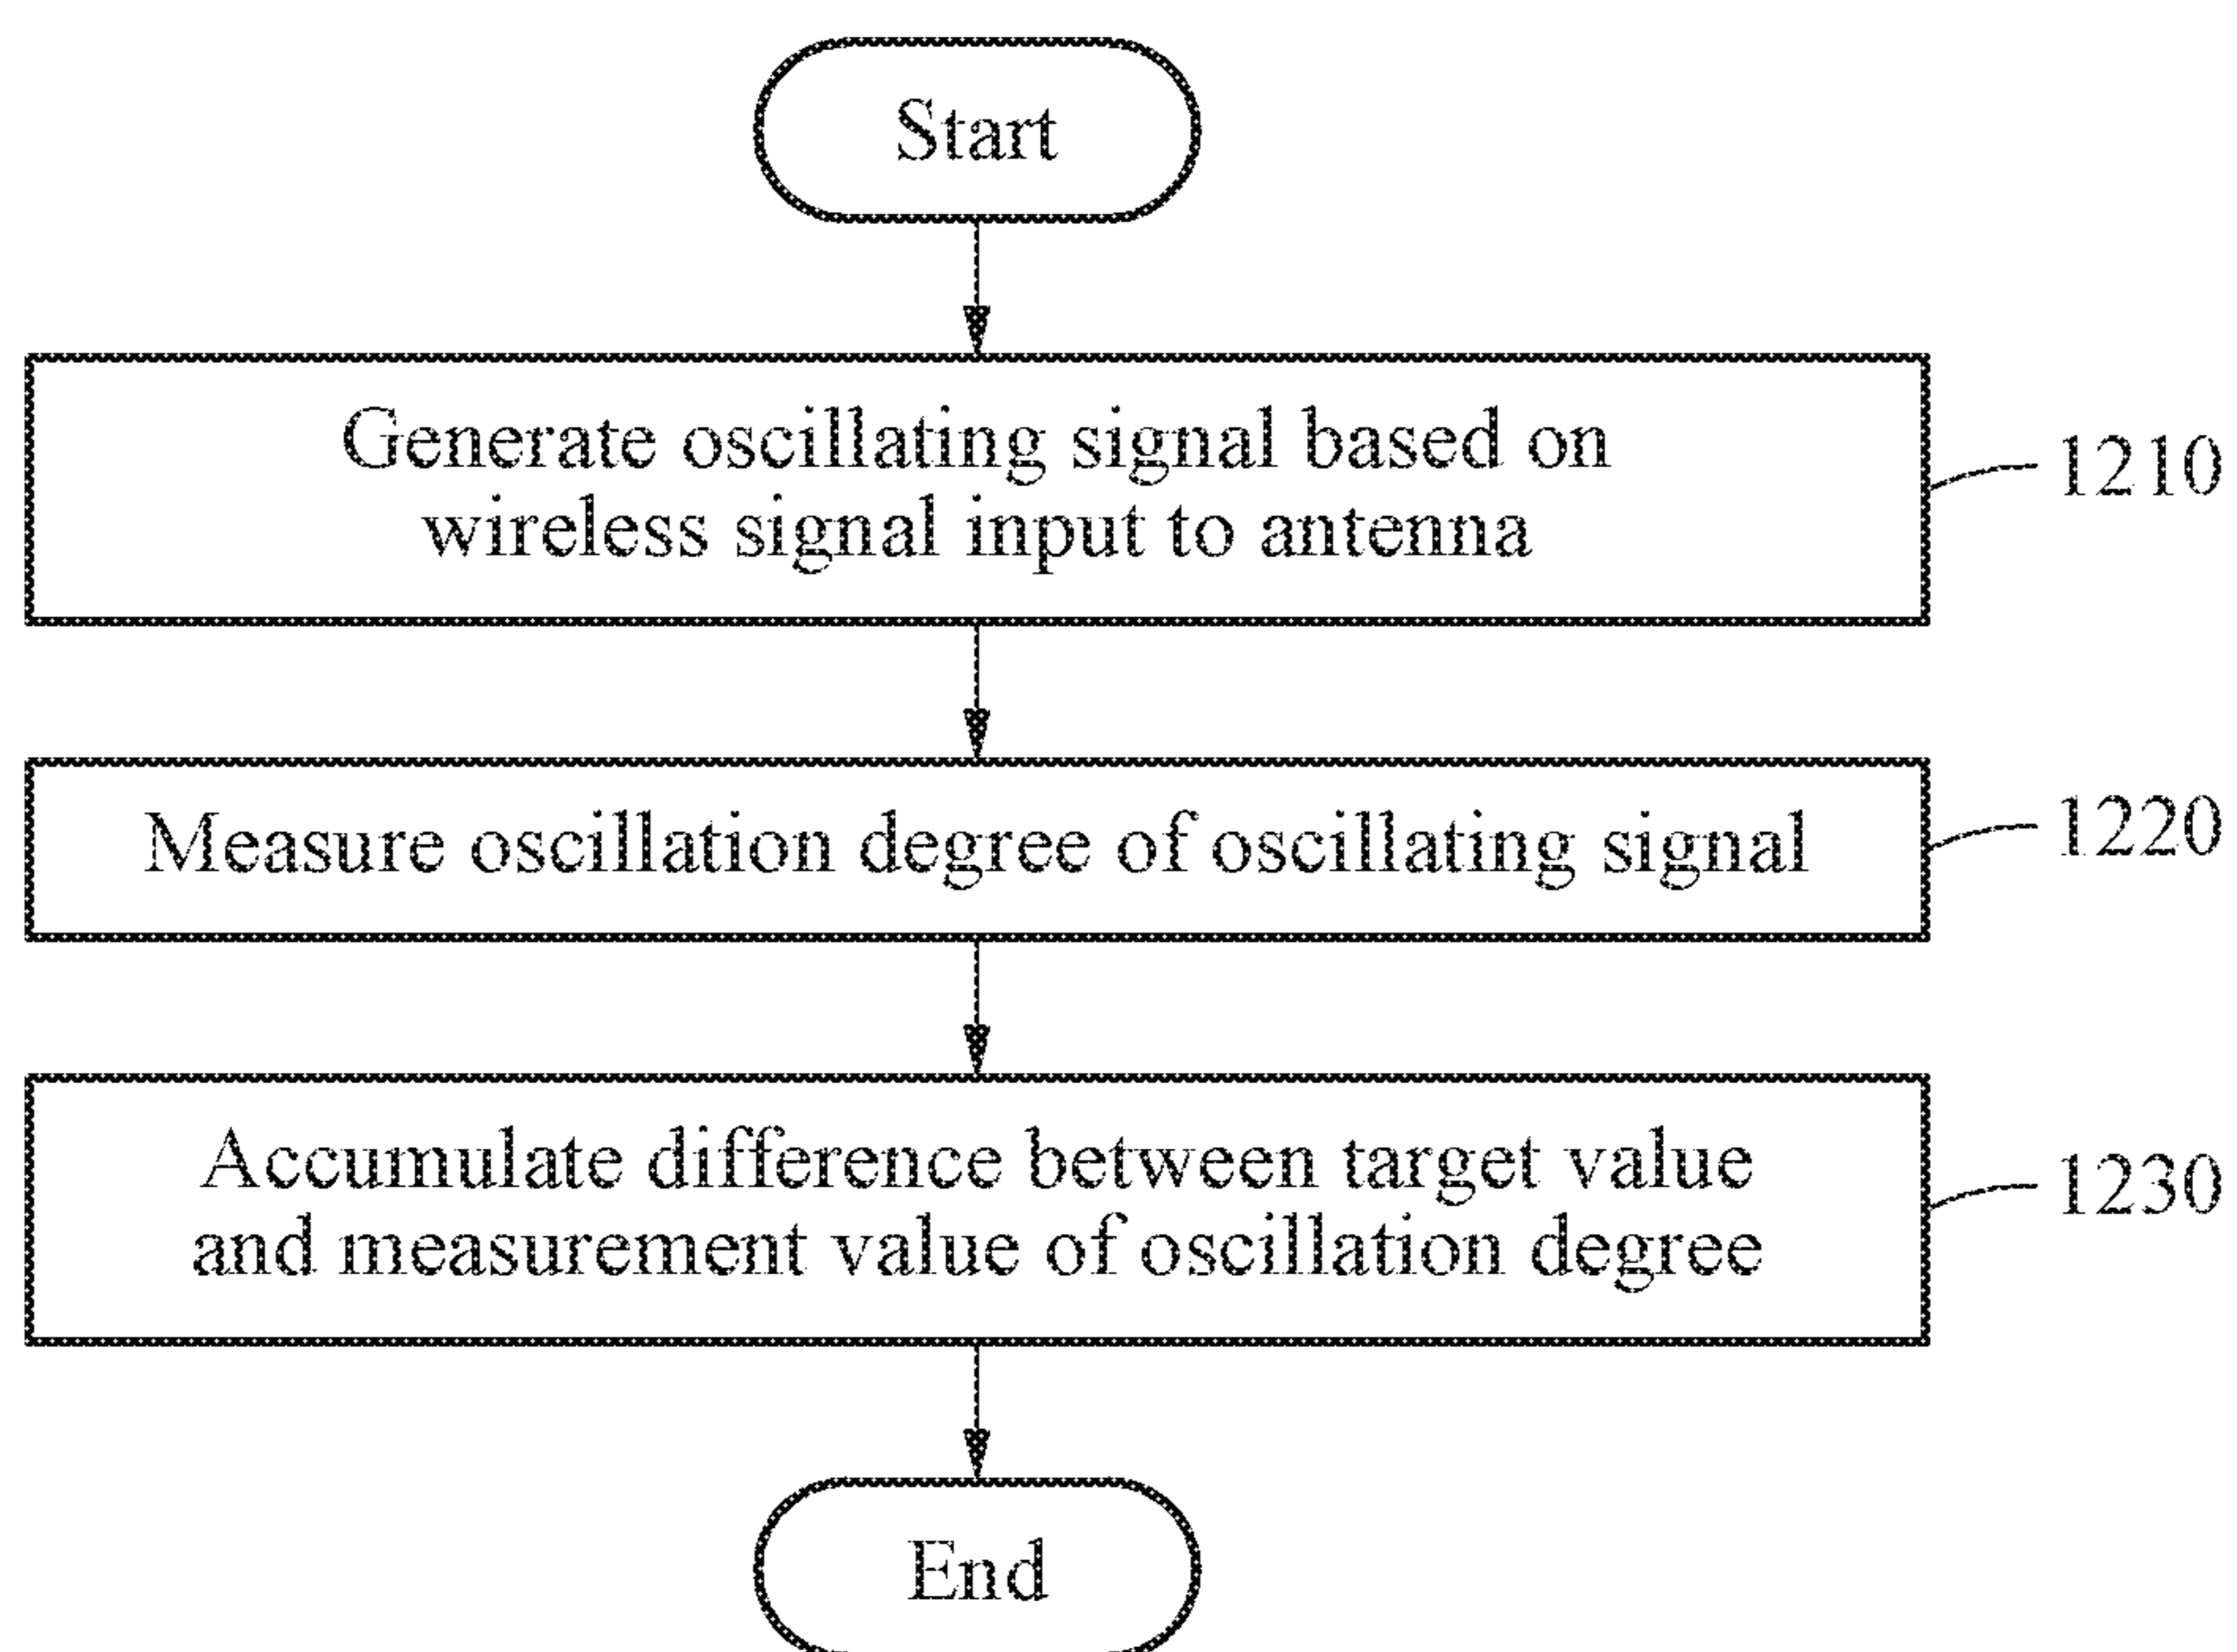 Start
Generate oscillating signal based on
wireless signal input to antenna
1210
Measure oscillation degree of oscillating signal
1220
Accumulate difference between target value
and measurement value of oscillation degree
1230
End